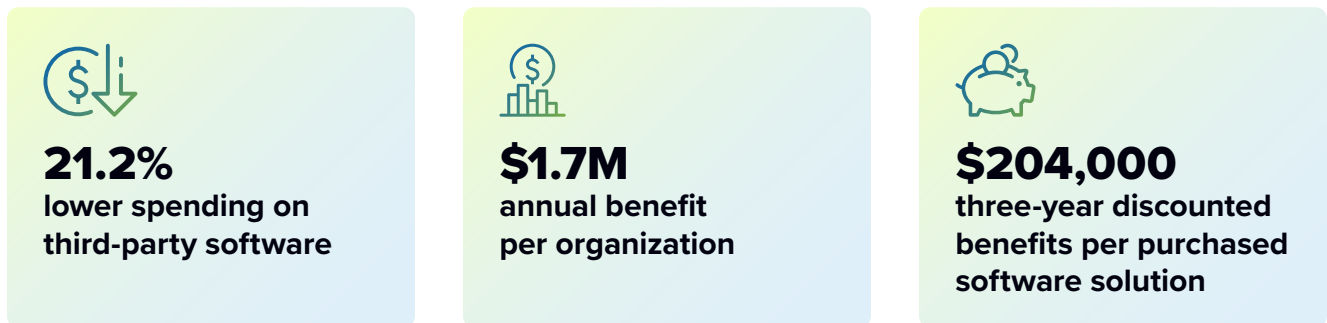 21.2%
lower spending on
third-party software
$1.7M
annual benefit
per organization
$204,000
three-year discounted
benefits per purchased
software solution